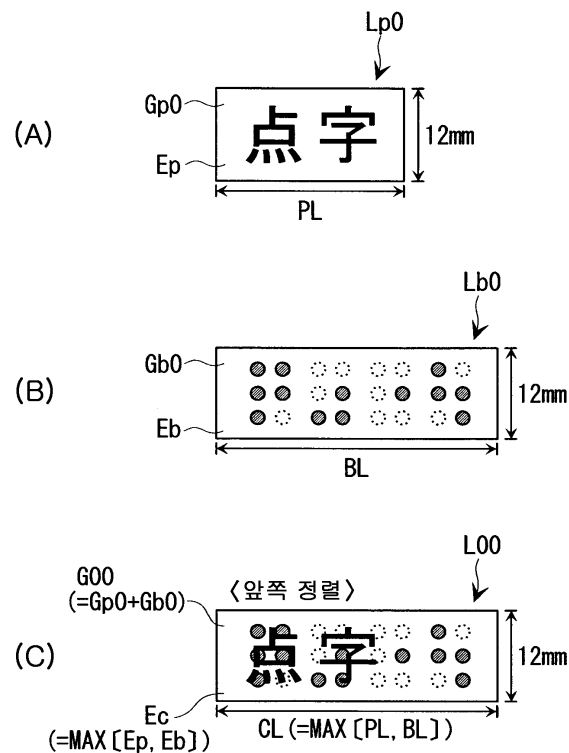 Lp0
Gp0
(A)
点字
12mm
Ep
PL
Lb0
Gb0
(B)
12mm
Eb
BL
L00
G00
(=Gp0+Gb0)
〈앞쪽 정렬〉
(C)
点字
12mm
Ec
(=MAX[Ep, Eb])
CL(=MAX[PL, BL])